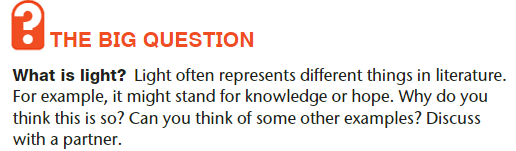 ?
THE BIG QUESTION
What is light? Light often represents different things in literature.
For example, it might stand for knowledge or hope. Why do you
think this is so? Can you think of some other examples? Discuss
with a partner.